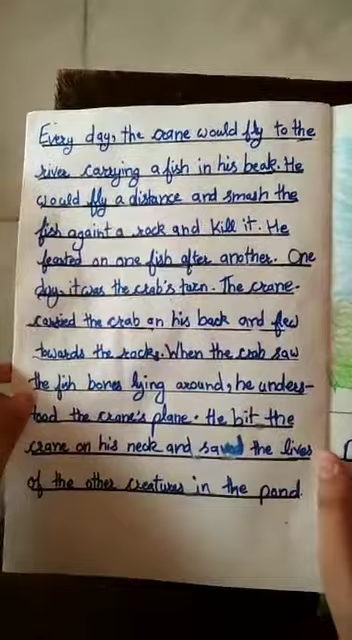 Every day, the crane would fly to the
river carrying a fish in his beak. He
would fly a distance and smash the
fish againt a rock and kill it. He
feasted on one fish after another. One
day, it was the crab's turn. The crane.
carried the crab on his back and flew
towards the rocks. When the crab saw
the fish bones lying around, he unders-
tood the crane's plane. He bit the
crane on his neck and saved the lives
of the other creatures in the pond.